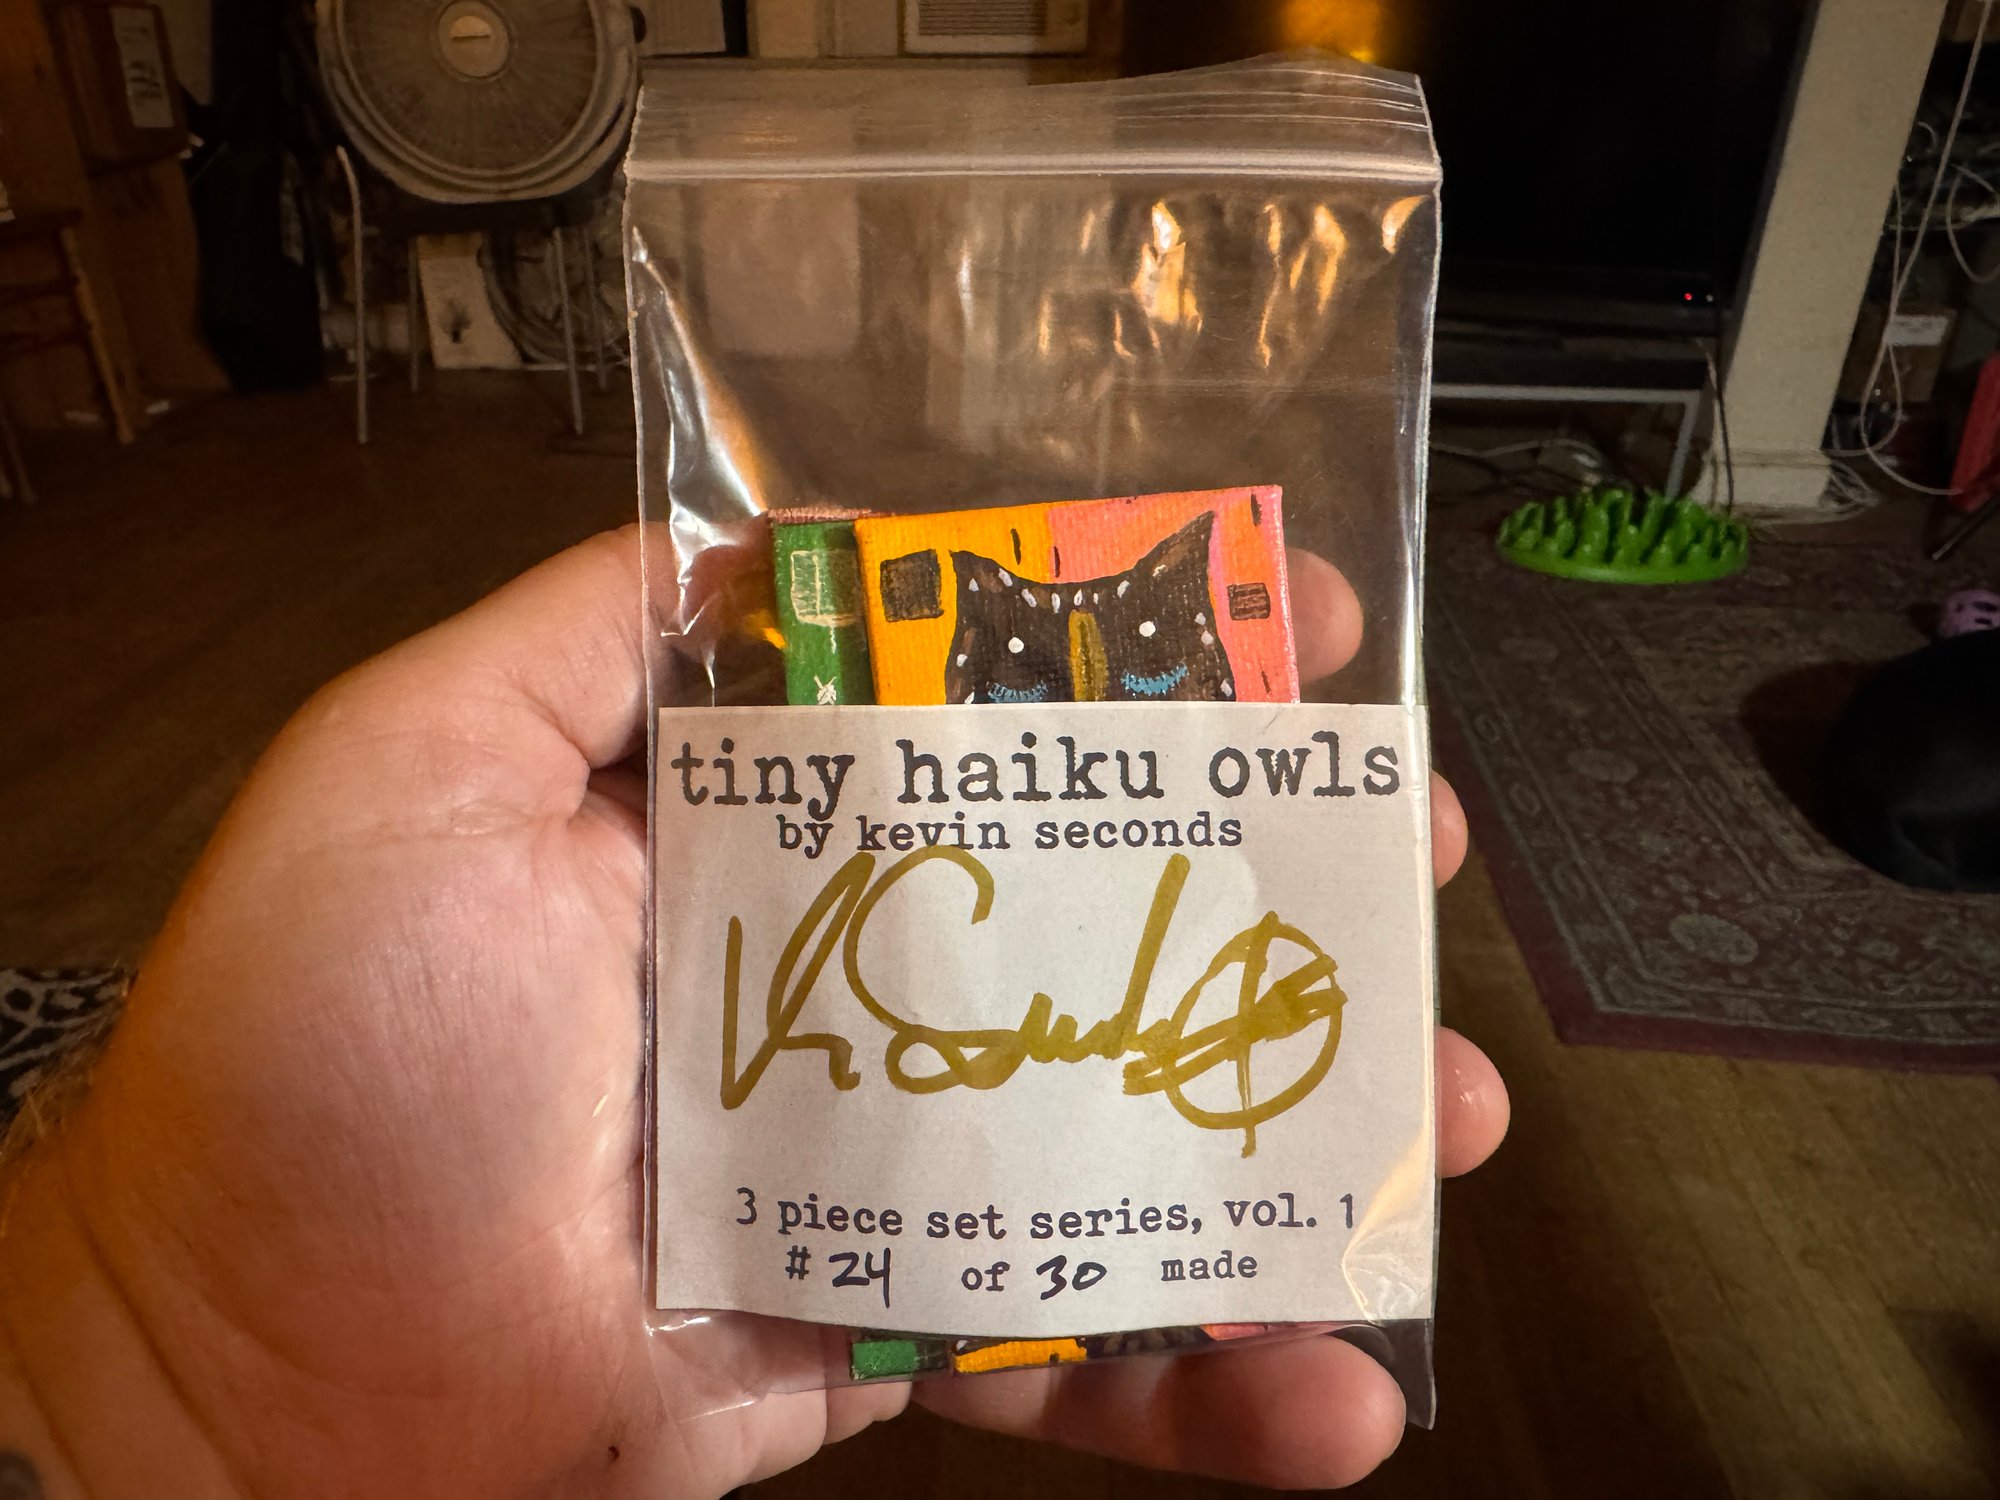 tiny haiku owls
by kevin seconds
3 piece set series, vol. 1
# 24 of 30 made